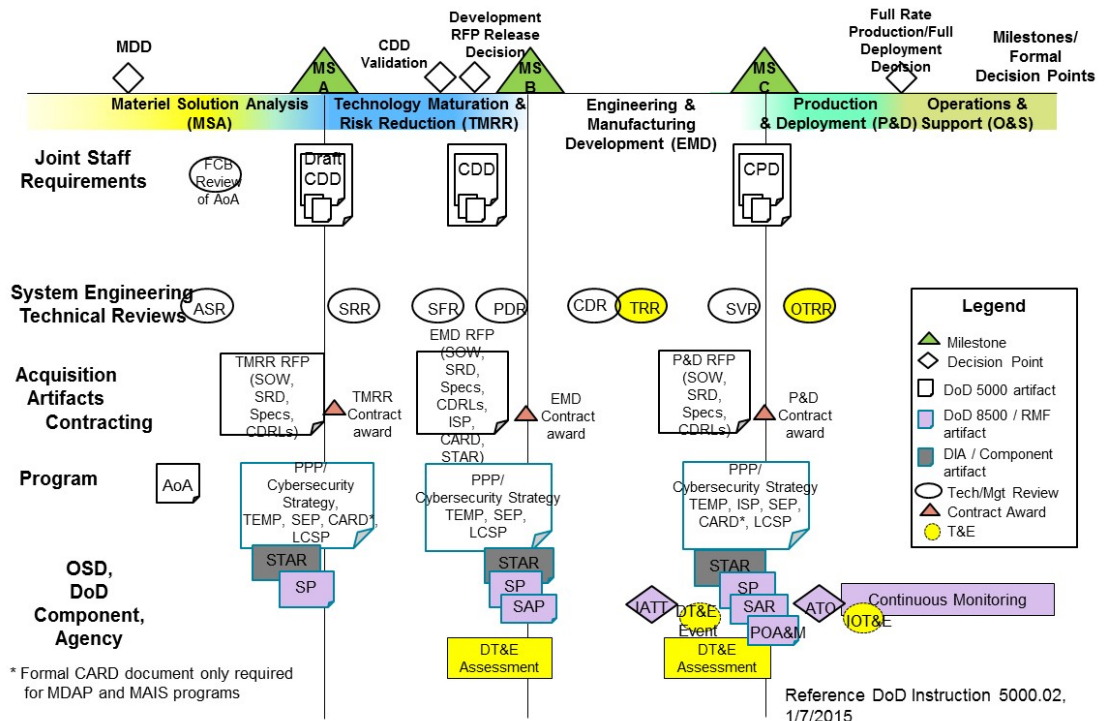 MDD
CDD
Validation
Development
RFP Release
Decision
Full Rate
Production/Full
Deployment
Decision
Milestones/
Formal
Decision Points
MS
A
MS
B
MS
C
Materiel Solution Analysis
(MSA)
Technology Maturation &
Risk Reduction (TMRR)
Engineering &
Manufacturing
Development (EMD)
Production
& Deployment (P&D)
Operations &
Support (O&S)
Joint Staff
Requirements
FCB
Review
of AoA
Draft
CDD
CDD
CPD
System Engineering
Technical Reviews
ASR
SRR
SFR
PDR
CDR
TRR
SVR
OTRR
Acquisition
Artifacts
Contracting
TMRR RFP
(SOW,
SRD,
Specs,
CDRLs)
TMRR
Contract
award
EMD RFP
(SOW,
SRD,
Specs,
CDRLs,
ISP,
CARD,
STAR)
EMD
Contract
award
P&D RFP
(SOW,
SRD,
Specs,
CDRLs)
P&D
Contract
award
Program
AoA
PPP/
Cybersecurity
Strategy,
TEMP, SEP, CARD*,
LCSP
PPP/
Cybersecurity Strategy
TEMP, SEP,
LCSP
PPP/
Cybersecurity Strategy
TEMP, ISP, SEP,
CARD*, LCSP
OSD,
DoD
Component,
Agency
STAR
SP
STAR
SP
SAP
DT&E
Assessment
IATT
DT&E
Event
STAR
SP
SAR
POA&M
DT&E
Assessment
ATO
IOT&E
Continuous Monitoring
Legend
Milestone
Decision Point
DoD 5000 artifact
DoD 8500 / RMF
artifact
DIA / Component
artifact
Tech/Mgt Review
Contract Award
T&E
* Formal CARD document only required
for MDAP and MAIS programs
Reference DoD Instruction 5000.02,
1/7/2015